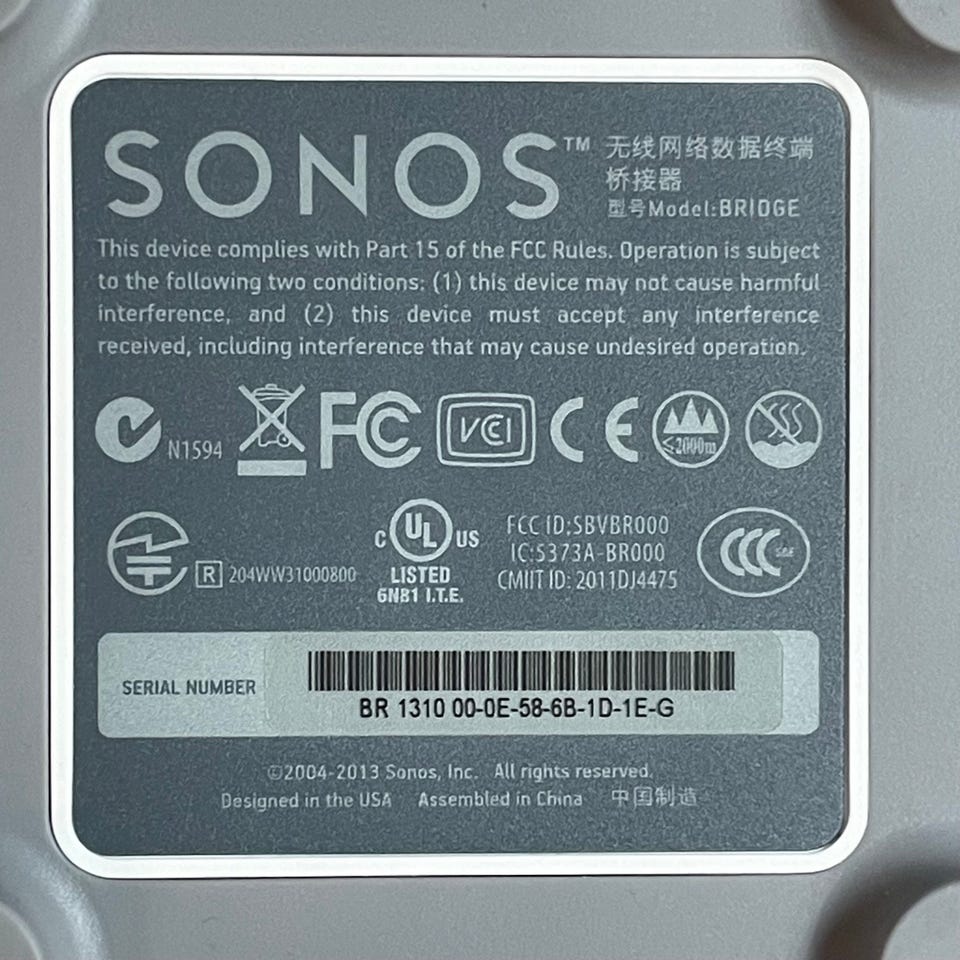 SONOS™
无线网络数据终端
桥接器
型号Model:BRIDGE
This device complies with Part 15 of the FCC Rules. Operation is subject
to the following two conditions: (1) this device may not cause harmful
interference, and (2) this device must accept any interference
received, including interference that may cause undesired operation.
N1594 FC VCI CE ≤2000m
R 204WW31000800
C UL US
LISTED
6N81 I.T.E.
FCC ID:SBVBR000
IC:5373A-BR000
CMIIT ID: 2011DJ4475
CCC S&E
SERIAL NUMBER
BR 1310 00-0E-58-6B-1D-1E-G
©2004-2013 Sonos, Inc. All rights reserved.
Designed in the USA Assembled in China 中国制造